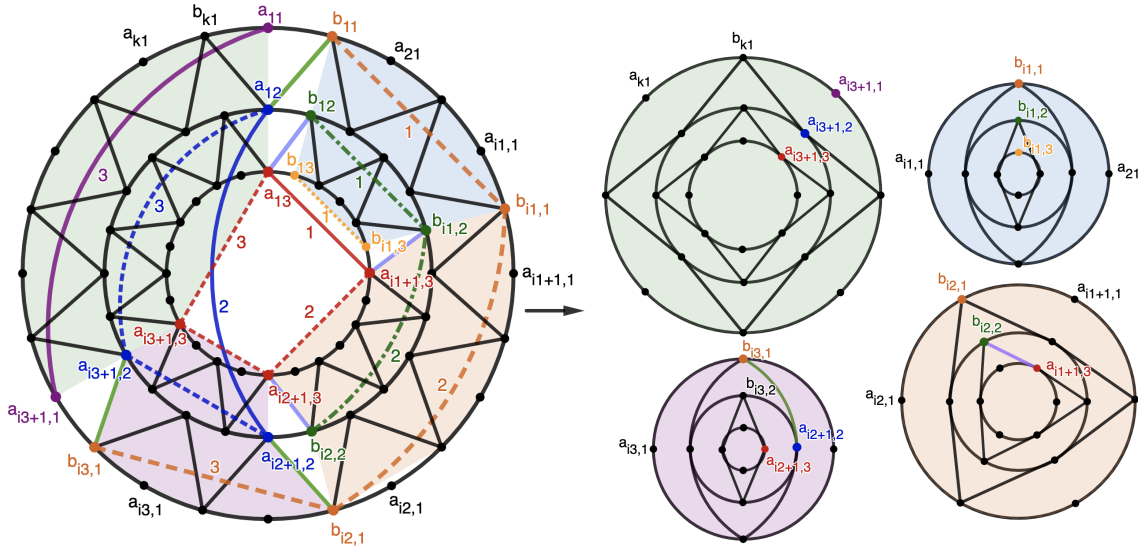 a11
b11
bk1
ak1
a21
a12
b12
ai1,1
b13
a13
bi1,1
bi1,2
bi1,3
ai1+1,3
ai1+1,1
1
1
1
1
3
3
3
2
2
2
2
3
ai3+1,3
ai3+1,2
ai3+1,1
ai2+1,3
bi3,1
ai2+1,2
bi2,2
ai3,1
bi2,1
ai2,1
bk1
ak1
ai3+1,1
ai3+1,2
ai3+1,3
bi1,1
bi1,2
bi1,3
ai1,1
a21
bi3,1
bi3,2
ai3,1
ai2+1,2
ai2+1,3
bi2,1
ai1+1,1
bi2,2
ai1+1,3
ai2,1